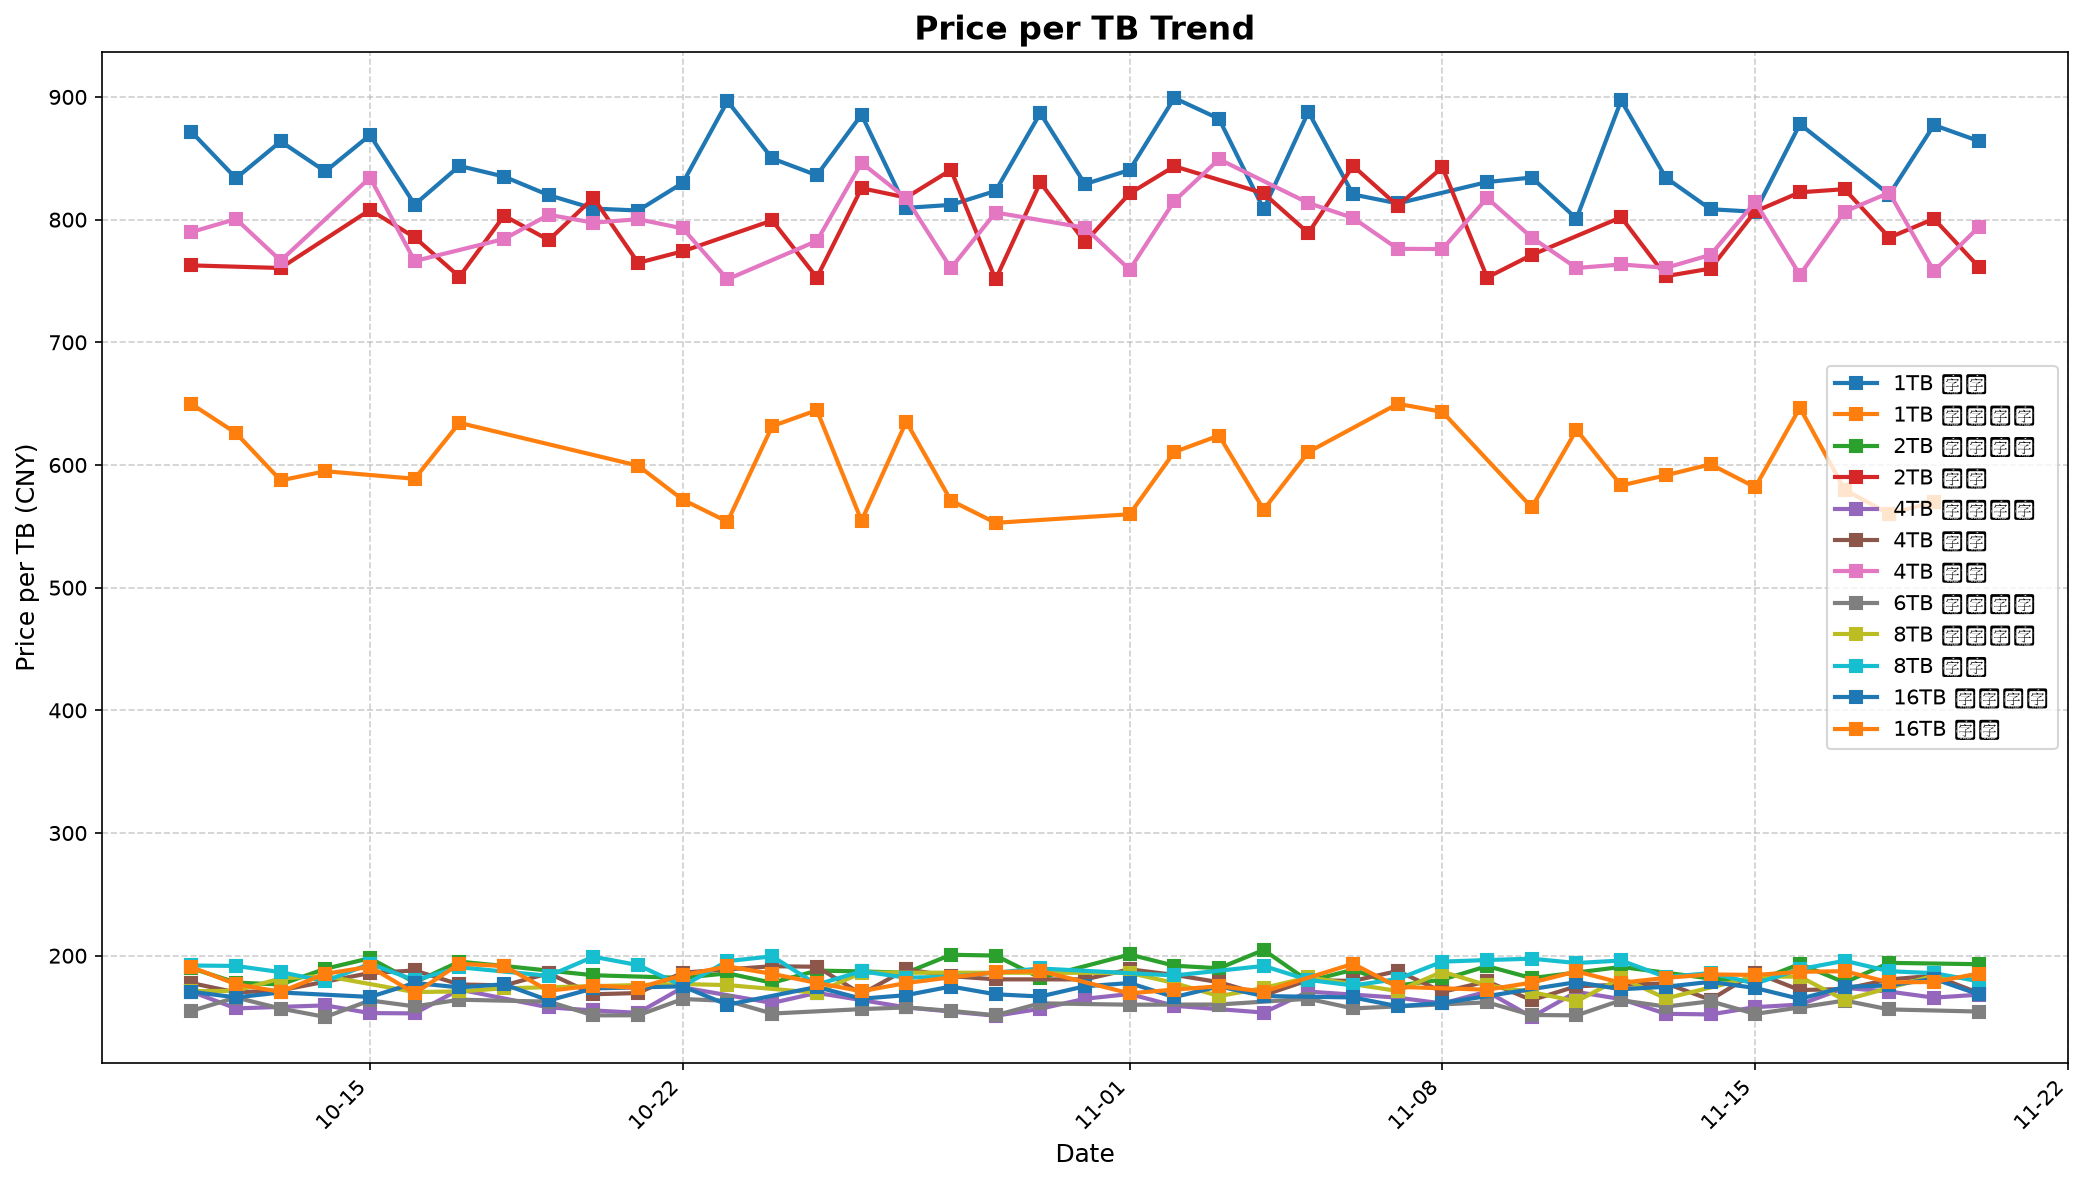 Price per TB Trend
Price per TB (CNY)
900
800
700
600
500
400
300
200
10-15
10-22
11-01
11-08
11-15
11-22
Date
1TB
1TB
2TB
2TB
4TB
4TB
4TB
6TB
8TB
8TB
16TB
16TB